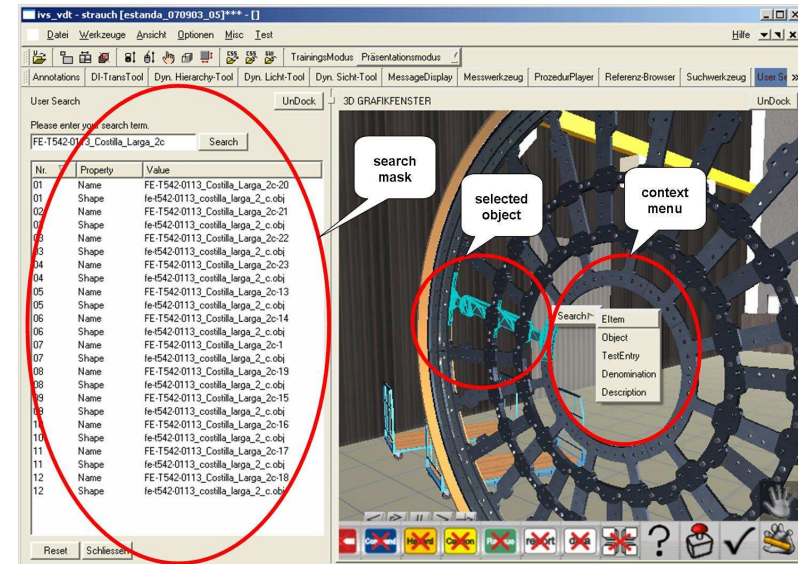 ivs_vdt - strauch [estanda_070903_05]*** - []
Datei Werkzeuge Ansicht Optionen Misc Test Hilfe
TrainingsModus Präsentationsmodus
Annotations DI-TransTool Dyn. Hierarchy-Tool Dyn. Licht-Tool Dyn. Sicht-Tool MessageDisplay Messwerkzeug ProzedurPlayer Referenz-Browser Suchwerkzeug User Se
User Search UnDock 3D GRAFIKFENSTER UnDock
Please enter your search term.
FE-T542-0113_Costilla_Larga_2c Search
Nr. Property Value
01 Name FE-T542-0113_Costilla_Larga_2c-20
01 Shape fe-t542-0113_costilla_larga_2_c.obj
02 Name FE-T542-0113_Costilla_Larga_2c-21
02 Shape fe-t542-0113_costilla_larga_2_c.obj
03 Name FE-T542-0113_Costilla_Larga_2c-22
03 Shape fe-t542-0113_costilla_larga_2_c.obj
04 Name FE-T542-0113_Costilla_Larga_2c-23
04 Shape fe-t542-0113_costilla_larga_2_c.obj
05 Name FE-T542-0113_Costilla_Larga_2c-13
05 Shape fe-t542-0113_costilla_larga_2_c.obj
06 Name FE-T542-0113_Costilla_Larga_2c-14
06 Shape fe-t542-0113_costilla_larga_2_c.obj
07 Name FE-T542-0113_Costilla_Larga_2c-1
07 Shape fe-t542-0113_costilla_larga_2_c.obj
08 Name FE-T542-0113_Costilla_Larga_2c-19
08 Shape fe-t542-0113_costilla_larga_2_c.obj
09 Name FE-T542-0113_Costilla_Larga_2c-15
09 Shape fe-t542-0113_costilla_larga_2_c.obj
10 Name FE-T542-0113_Costilla_Larga_2c-16
10 Shape fe-t542-0113_costilla_larga_2_c.obj
11 Name FE-T542-0113_Costilla_Larga_2c-17
11 Shape fe-t542-0113_costilla_larga_2_c.obj
12 Name FE-T542-0113_Costilla_Larga_2c-18
12 Shape fe-t542-0113_costilla_larga_2_c.obj
Reset Schliessen
search
mask
selected
object
context
menu
Search
EItem
Object
TestEntry
Denomination
Description